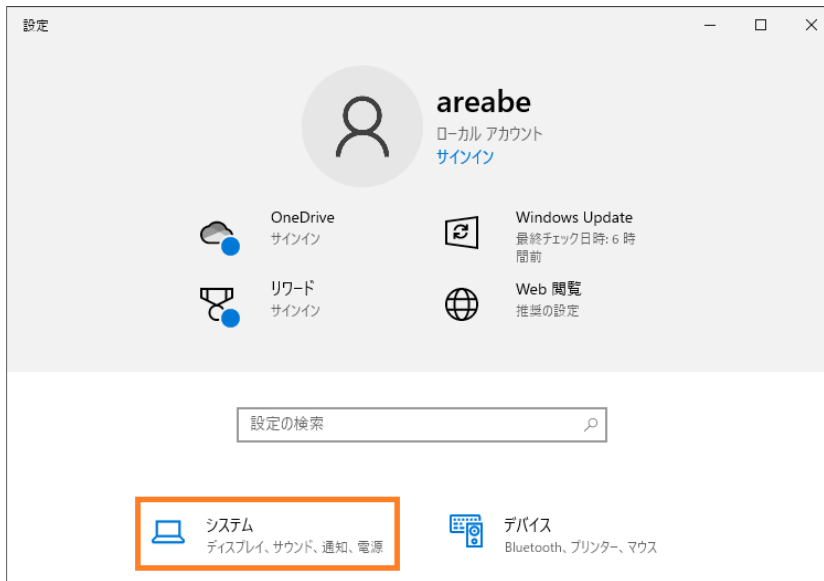 設定
areabe
ローカル アカウント
サインイン
OneDrive
サインイン
Windows Update
最終チェック日時: 6 時
間前
リワード
サインイン
Web 閲覧
推奨の設定
設定の検索
システム
ディスプレイ、サウンド、通知、電源
デバイス
Bluetooth、プリンター、マウス